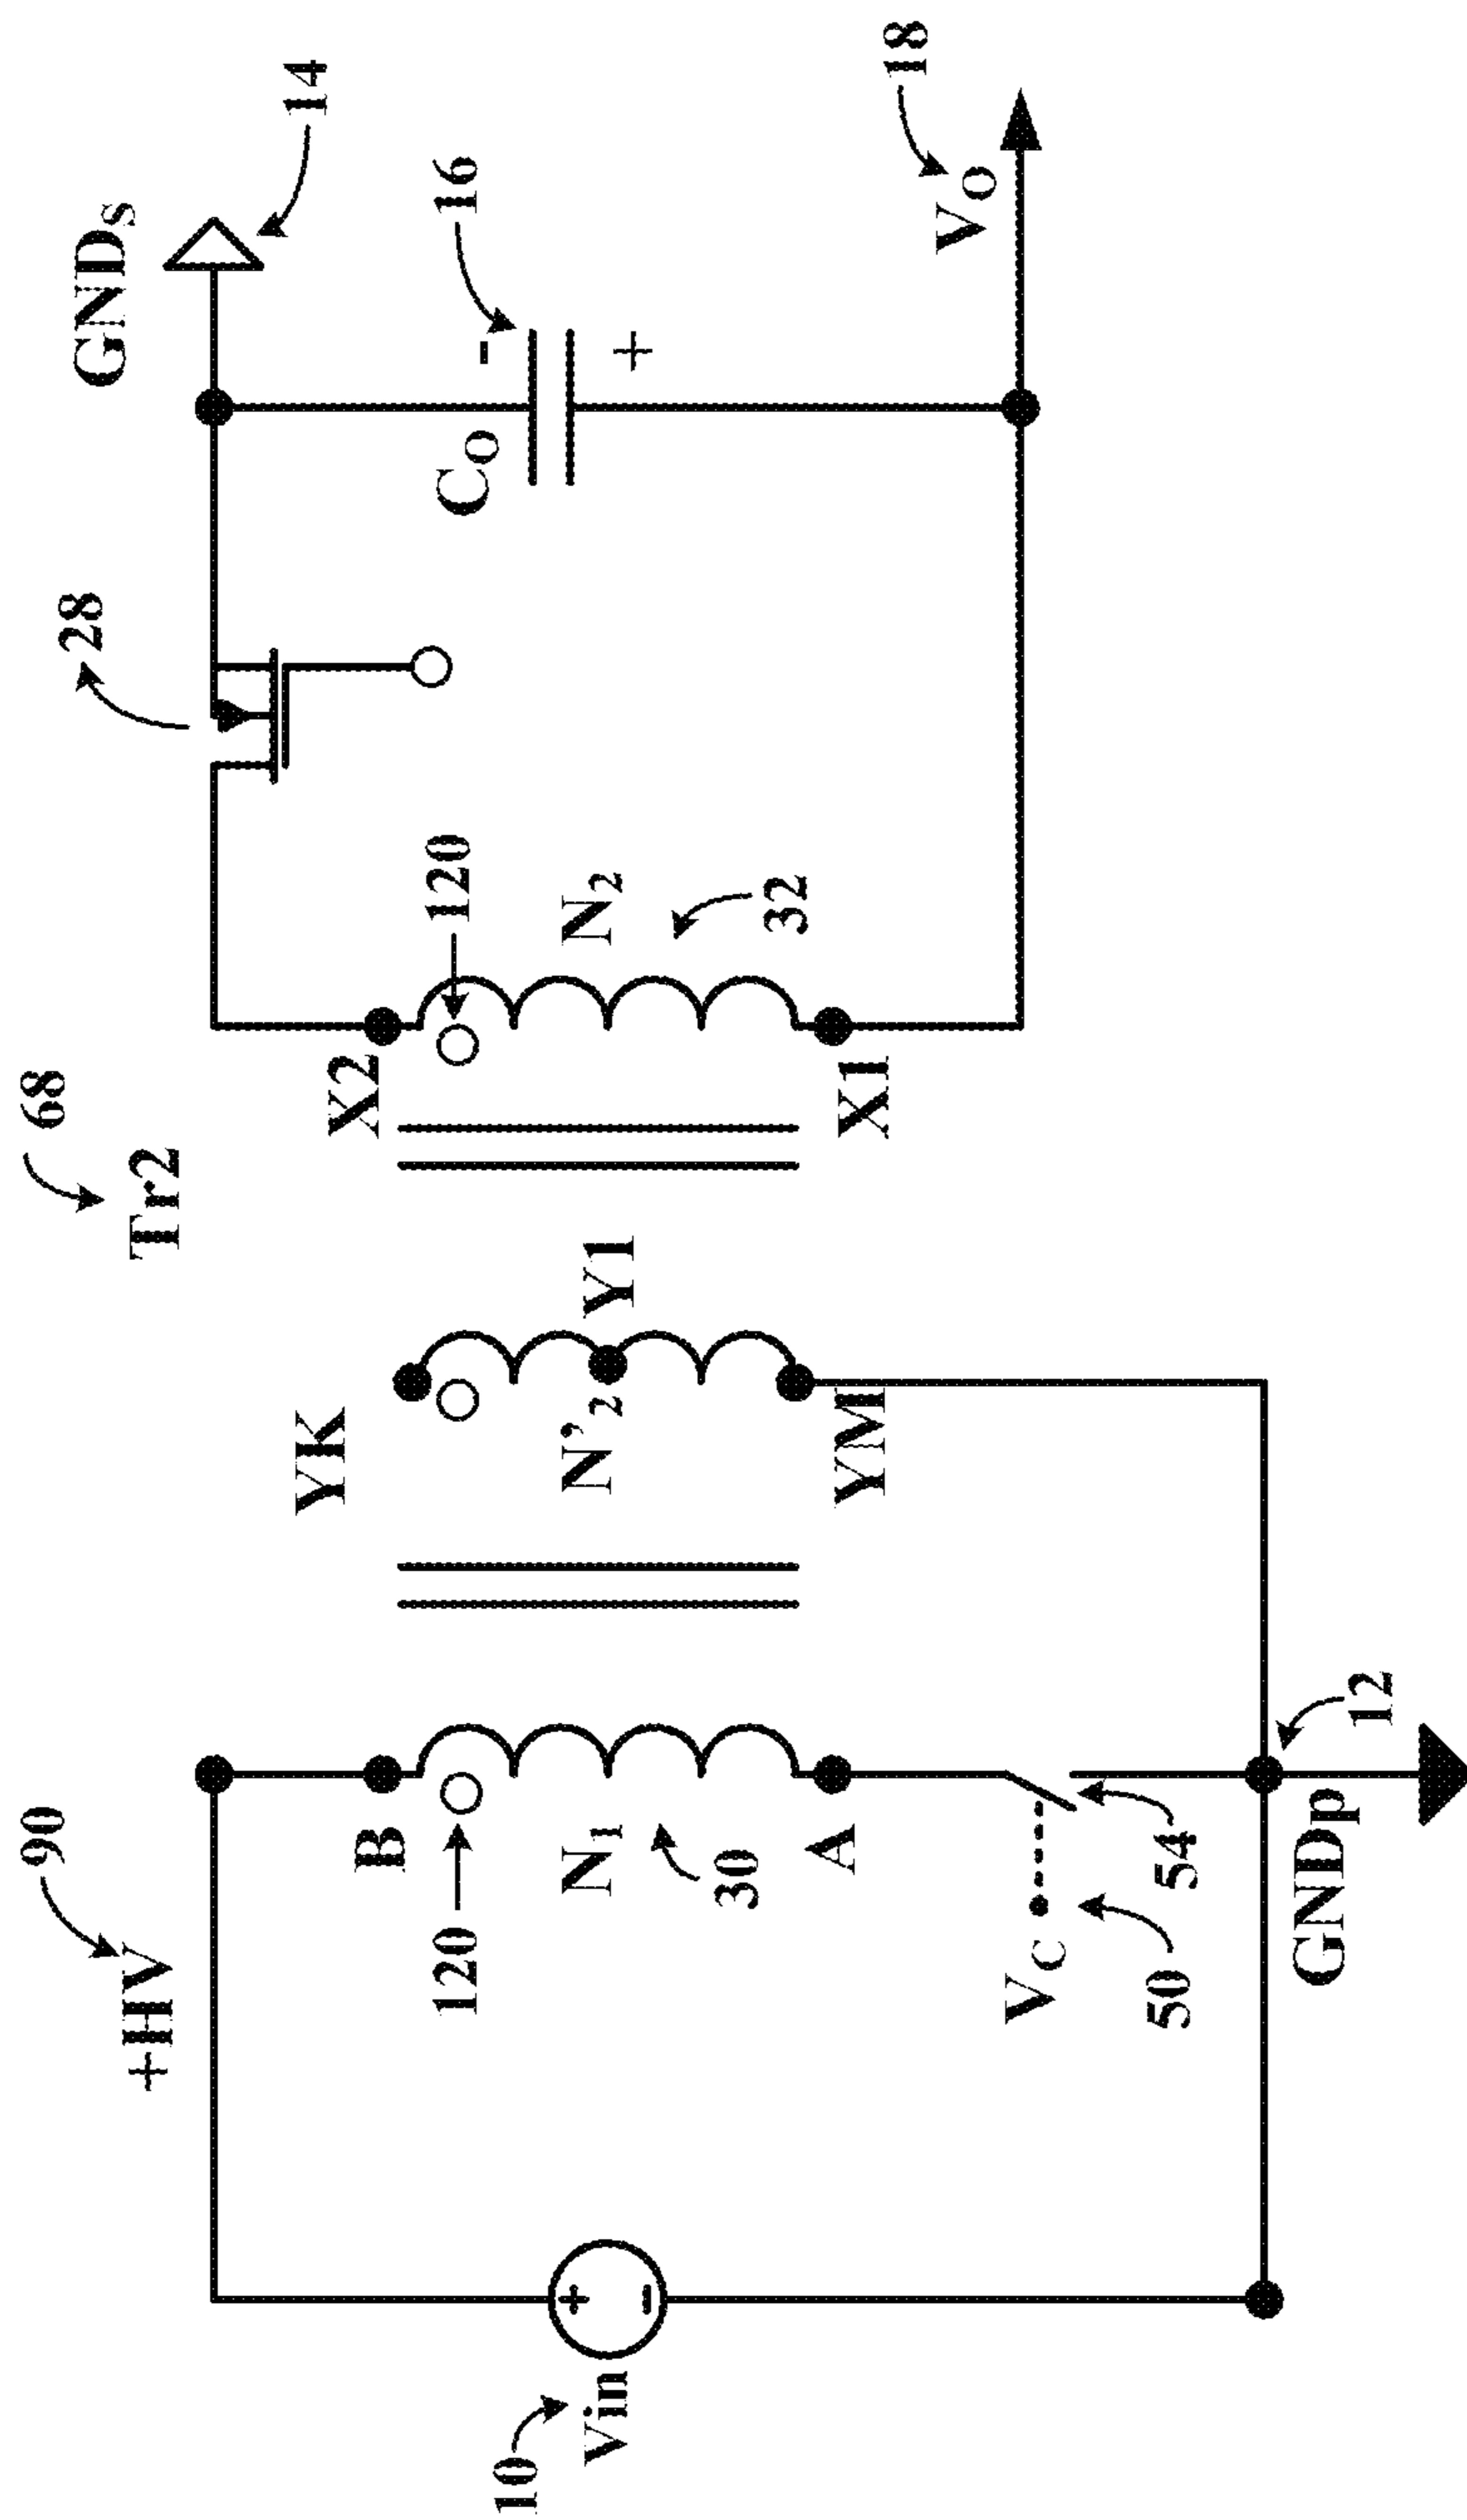 90
+HV
68
Tr2
28
GNDS
14
YK
X2
B
120
120
CO
-
16
10
Vin
+
-
N1
30
N'2
Y1
N2
32
+
A
YM
X1
VO
18
VC
50
54
GNDp
12